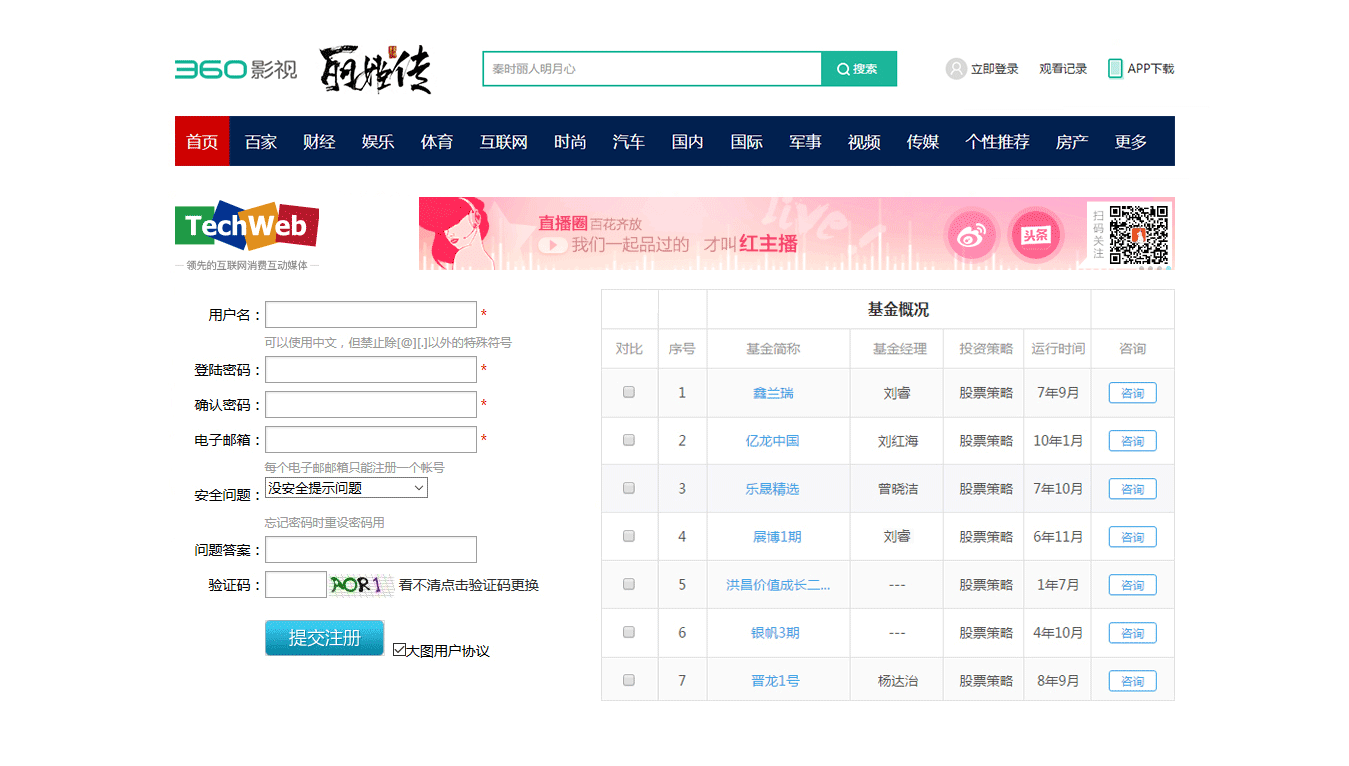 360影视 丽姬传 秦时丽人明月心 搜索 立即登录 观看记录 APP下载
首页 百家 财经 娱乐 体育 互联网 时尚 汽车 国内 国际 军事 视频 传媒 个性推荐 房产 更多
TechWeb
领先的互联网消费互动媒体
直播圈百花齐放
我们一起品过的 才叫红主播
live
头条
扫码关注
用户名：*
可以使用中文，但禁止除[@][.]以外的特殊符号
登陆密码：*
确认密码：*
电子邮箱：*
每个电子邮邮箱只能注册一个帐号
安全问题：没安全提示问题
忘记密码时重设密码用
问题答案：
验证码：AOR1 看不清点击验证码更换
提交注册 大图用户协议
基金概况
对比 序号 基金简称 基金经理 投资策略 运行时间 咨询
1 鑫兰瑞 刘睿 股票策略 7年9月 咨询
2 亿龙中国 刘红海 股票策略 10年1月 咨询
3 乐晟精选 曾晓洁 股票策略 7年10月 咨询
4 展博1期 刘睿 股票策略 6年11月 咨询
5 洪昌价值成长二... --- 股票策略 1年7月 咨询
6 银帆3期 --- 股票策略 4年10月 咨询
7 晋龙1号 杨达治 股票策略 8年9月 咨询